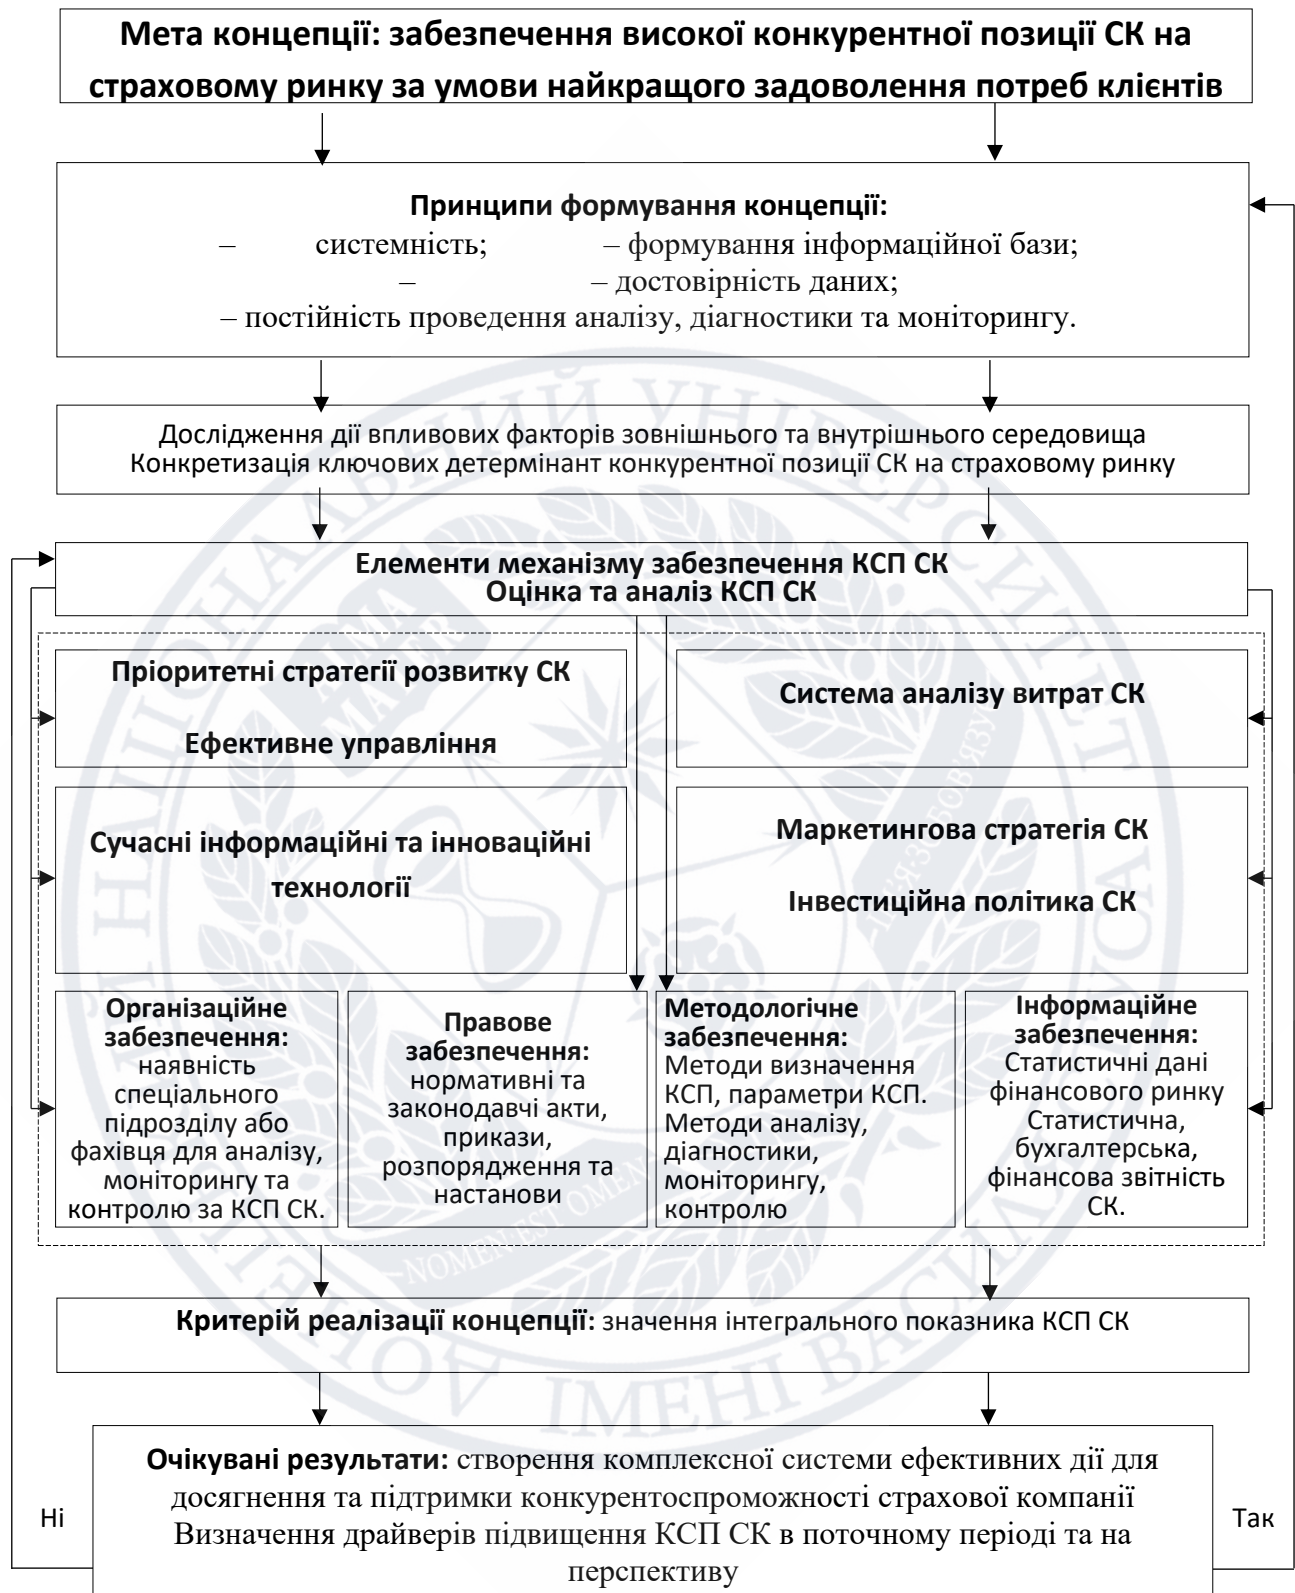 Мета концепції: забезпечення високої конкурентної позиції СК на
страховому ринку за умови найкращого задоволення потреб клієнтів
Принципи формування концепції:
– системність; – формування інформаційної бази;
– – достовірність даних;
– постійність проведення аналізу, діагностики та моніторингу.
Дослідження дії впливових факторів зовнішнього та внутрішнього середовища
Конкретизація ключових детермінант конкурентної позиції СК на страховому ринку
Елементи механізму забезпечення КСП СК
Оцінка та аналіз КСП СК
Пріоритетні стратегії розвитку СК
Ефективне управління
Система аналізу витрат СК
Сучасні інформаційні та інноваційні
технології
Маркетингова стратегія СК
Інвестиційна політика СК
Організаційне
забезпечення:
наявність
спеціального
підрозділу або
фахівця для аналізу,
моніторингу та
контролю за КСП СК.
Правове
забезпечення:
нормативні та
законодавчі акти,
прикази,
розпорядження та
настанови
Методологічне
забезпечення:
Методи визначення
КСП, параметри КСП.
Методи аналізу,
діагностики,
моніторингу,
контролю
Інформаційне
забезпечення:
Статистичні дані
фінансового ринку
Статистична,
бухгалтерська,
фінансова звітність
СК.
Критерій реалізації концепції: значення інтегрального показника КСП СК
Очікувані результати: створення комплексної системи ефективних дії для
досягнення та підтримки конкурентоспроможності страхової компанії
Визначення драйверів підвищення КСП СК в поточному періоді та на
перспективу
Ні
Так
ALMA
MATER
NOMEN EST OMEN